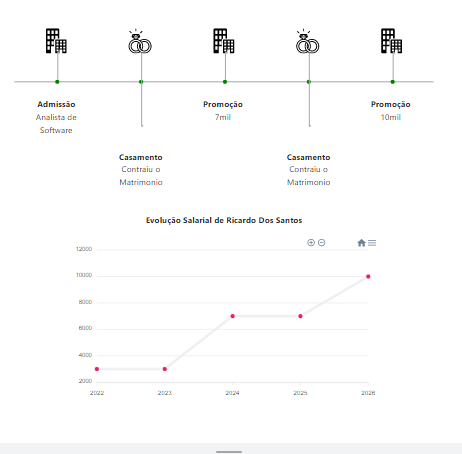 Admissão
Analista de
Software
Promoção
7mil
Promoção
10mil
Casamento
Contraiu o
Matrimonio
Casamento
Contraiu o
Matrimonio
Evolução Salarial de Ricardo Dos Santos
12000
10000
8000
6000
4000
2000
2022
2023
2024
2025
2026